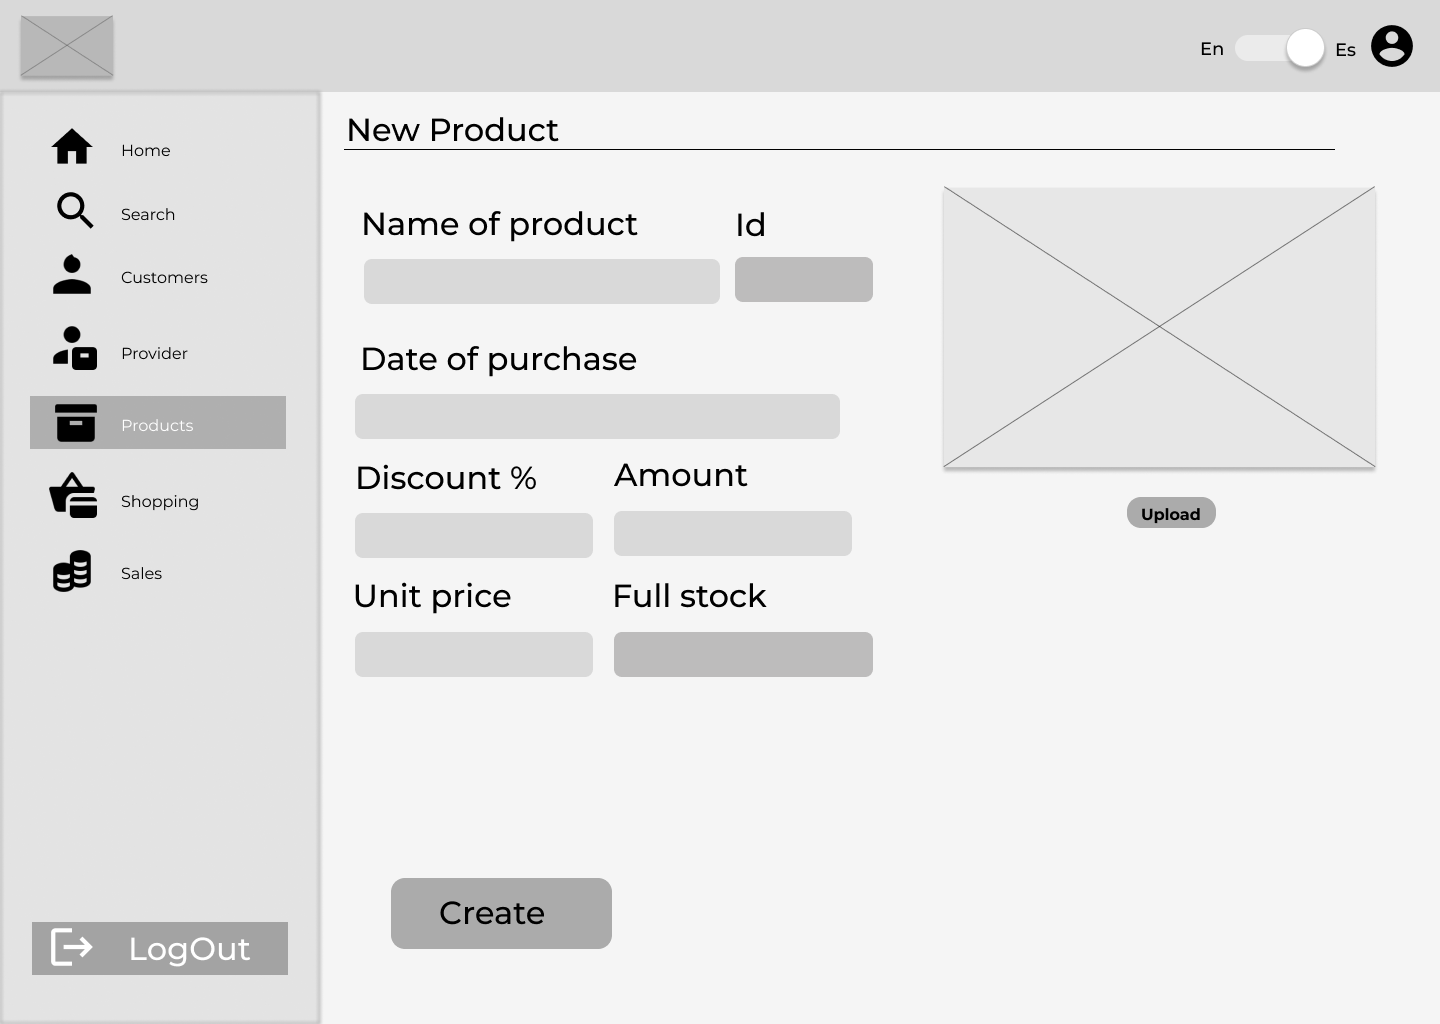 En
Es
Home
Search
Customers
Provider
Products
Shopping
Sales
LogOut
New Product
Name of product
Id
Date of purchase
Discount %
Amount
Unit price
Full stock
Upload
Create